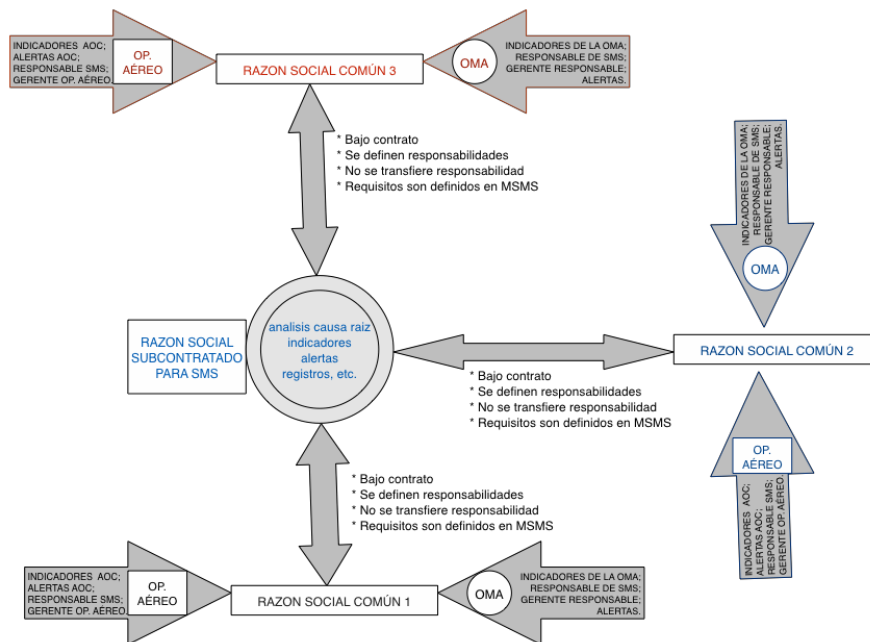 INDICADORES AOC;
ALERTAS AOC;
RESPONSABLE SMS;
GERENTE OP. AÉREO.
OP.
AÉREO
RAZON SOCIAL COMÚN 3
OMA
INDICADORES DE LA OMA;
RESPONSABLE DE SMS;
GERENTE RESPONSABLE;
ALERTAS.
* Bajo contrato
* Se definen responsabilidades
* No se transfiere responsabilidad
* Requisitos son definidos en MSMS
INDICADORES DE LA OMA;
RESPONSABLE DE SMS;
GERENTE RESPONSABLE;
ALERTAS.
OMA
RAZON SOCIAL
SUBCONTRATADO
PARA SMS
analisis causa raiz
indicadores
alertas
registros, etc.
RAZON SOCIAL COMÚN 2
* Bajo contrato
* Se definen responsabilidades
* No se transfiere responsabilidad
* Requisitos son definidos en MSMS
OP.
AÉREO
INDICADORES AOC;
ALERTAS AOC;
RESPONSABLE SMS;
GERENTE OP. AÉREO.
* Bajo contrato
* Se definen responsabilidades
* No se transfiere responsabilidad
* Requisitos son definidos en MSMS
INDICADORES AOC;
ALERTAS AOC;
RESPONSABLE SMS;
GERENTE OP. AÉREO.
OP.
AÉREO
RAZON SOCIAL COMÚN 1
OMA
INDICADORES DE LA OMA;
RESPONSABLE DE SMS;
GERENTE RESPONSABLE;
ALERTAS.